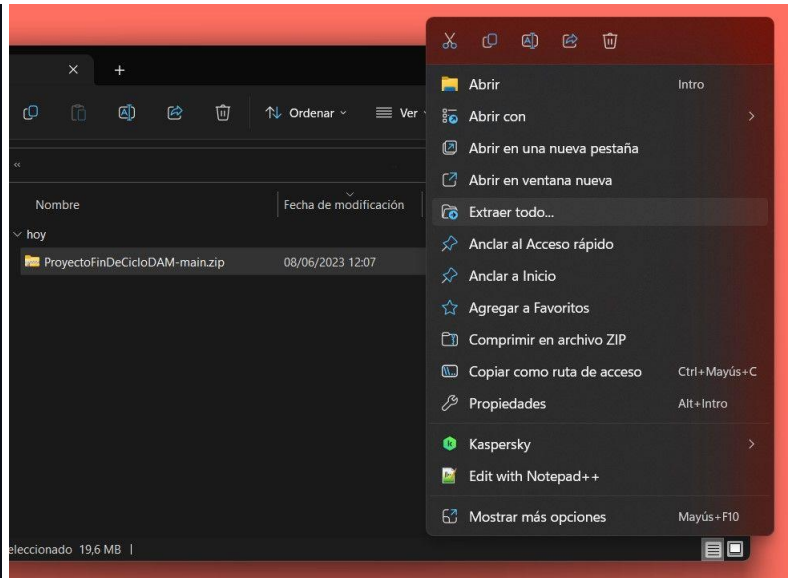 Ordenar
Ver
«
Nombre
Fecha de modificación
hoy
ProyectoFinDeCicloDAM-main.zip
08/06/2023 12:07
eleccionado 19,6 MB
Abrir
Intro
Abrir con
Abrir en una nueva pestaña
Abrir en ventana nueva
Extraer todo...
Anclar al Acceso rápido
Anclar a Inicio
Agregar a Favoritos
Comprimir en archivo ZIP
Copiar como ruta de acceso
Ctrl+Mayús+C
Propiedades
Alt+Intro
Kaspersky
Edit with Notepad++
Mostrar más opciones
Mayús+F10